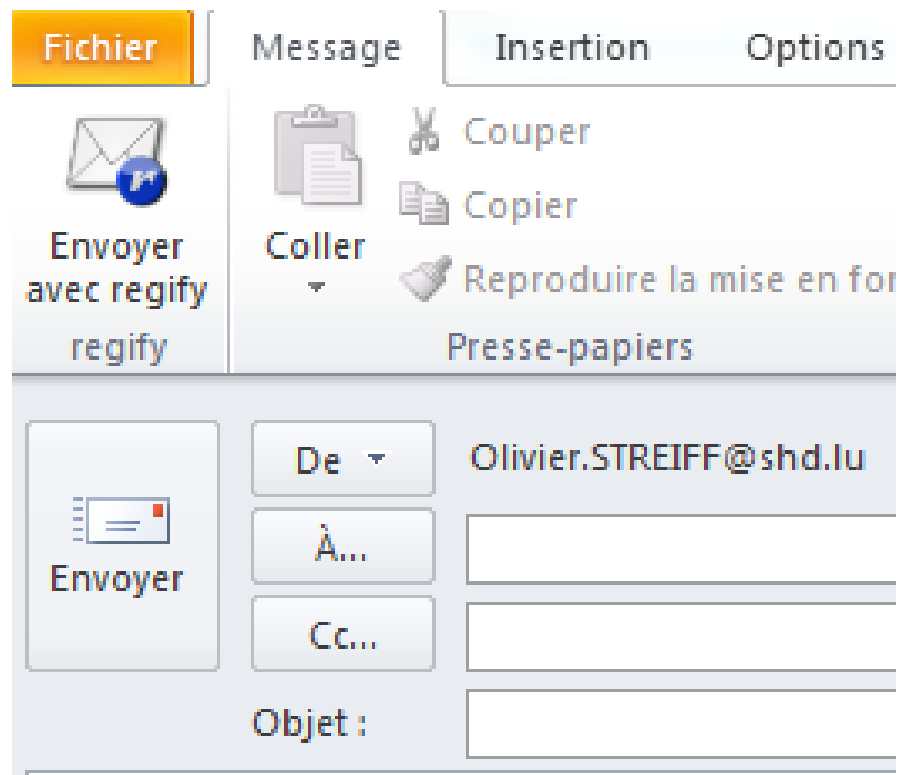 Fichier Message Insertion Options
Couper
Copier
Envoyer
avec regify
Coller
Reproduire la mise en for
regify
Presse-papiers
De
Olivier.STREIFF@shd.lu
À...
Envoyer
Cc...
Objet :